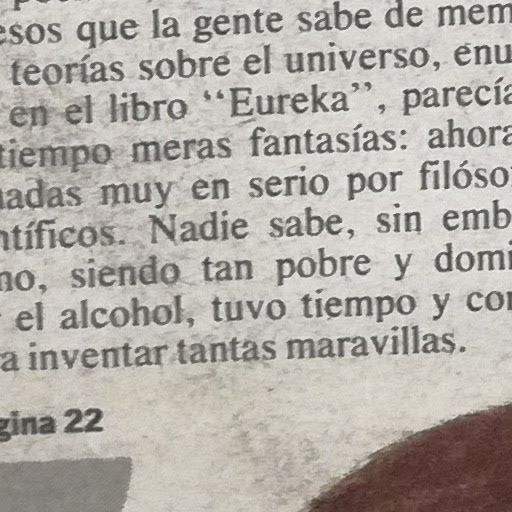 esos que la gente sabe de mem
teorías sobre el universo, enu
en el libro “Eureka”, parecía
tiempo meras fantasías: ahora
nadas muy en serio por filóso
ntíficos. Nadie sabe, sin emb
no, siendo tan pobre y domi
el alcohol, tuvo tiempo y con
a inventar tantas maravillas.
gina 22